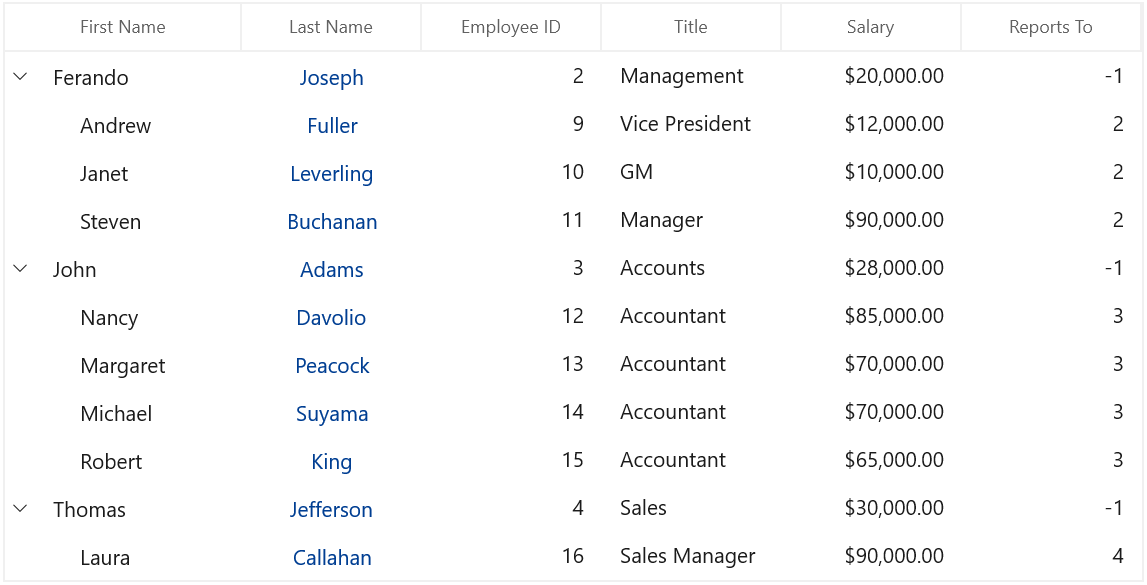 First Name Last Name Employee ID Title Salary Reports To
Ferando Joseph 2 Management $20,000.00 -1
Andrew Fuller 9 Vice President $12,000.00 2
Janet Leverling 10 GM $10,000.00 2
Steven Buchanan 11 Manager $90,000.00 2
John Adams 3 Accounts $28,000.00 -1
Nancy Davolio 12 Accountant $85,000.00 3
Margaret Peacock 13 Accountant $70,000.00 3
Michael Suyama 14 Accountant $70,000.00 3
Robert King 15 Accountant $65,000.00 3
Thomas Jefferson 4 Sales $30,000.00 -1
Laura Callahan 16 Sales Manager $90,000.00 4